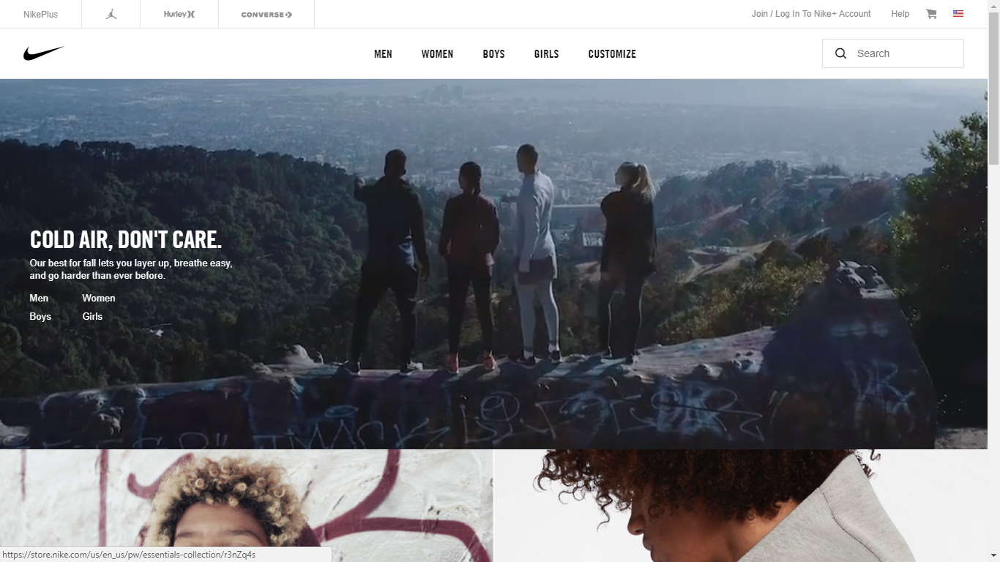 NikePlus
Hurley
CONVERSE
Join / Log In To Nike+ Account
Help
MEN
WOMEN
BOYS
GIRLS
CUSTOMIZE
Search
COLD AIR, DON'T CARE.
Our best for fall lets you layer up, breathe easy,
and go harder than ever before.
Men Women
Boys Girls
https://store.nike.com/us/en_us/pw/essentials-collection/r3nZq4s